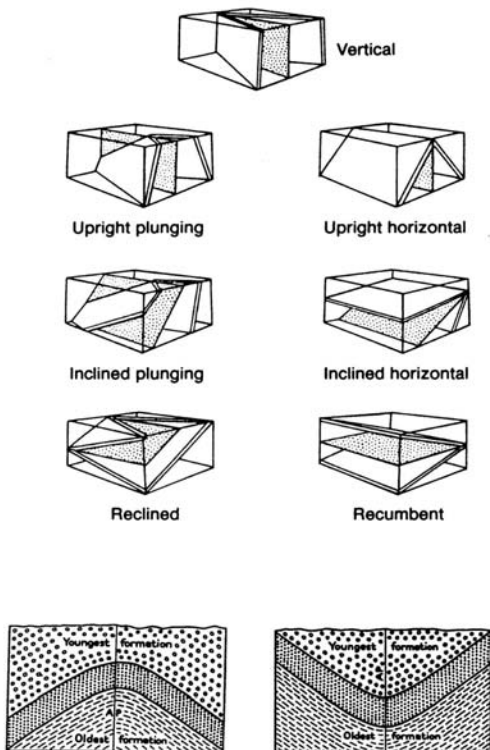 Vertical
Upright plunging
Upright horizontal
Inclined plunging
Inclined horizontal
Reclined
Recumbent
Youngest formation
A P
Oldest formation
Youngest formation
Oldest formation